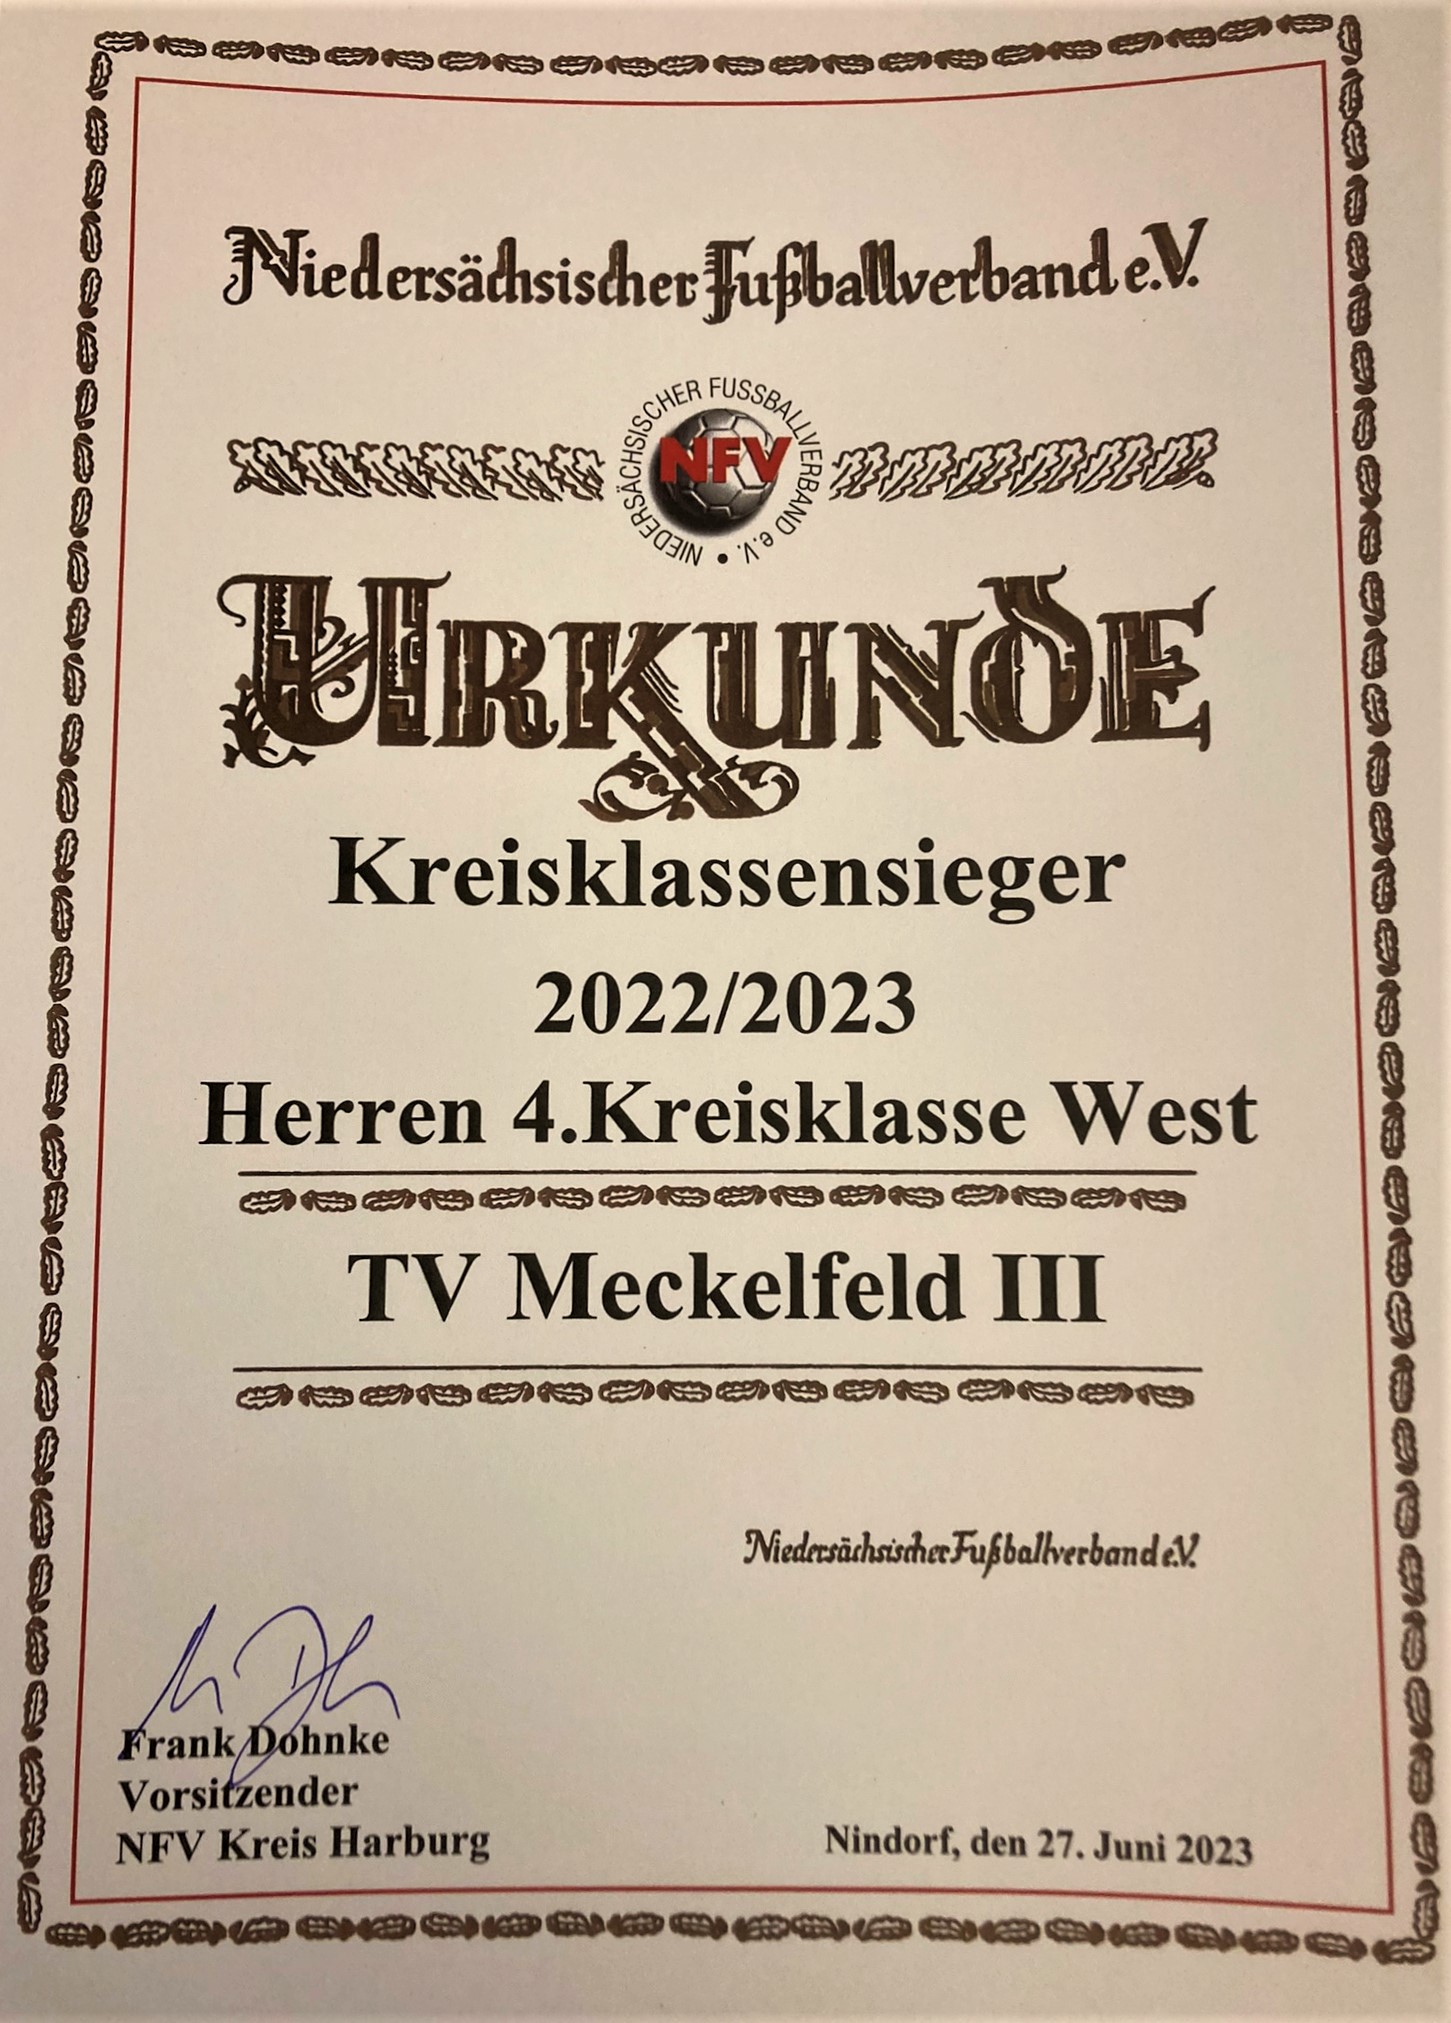 Niedersächsischer Fußballverband e.V.
NIEDERSÄCHSISCHER FUSSBALLVERBAND e.V. •
NFV
URKUNDE
Kreisklassensieger
2022/2023
Herren 4.Kreisklasse West
TV Meckelfeld III
Niedersächsischer Fußballverband e.V.
Frank Dohnke
Vorsitzender
NFV Kreis Harburg
Nindorf, den 27. Juni 2023